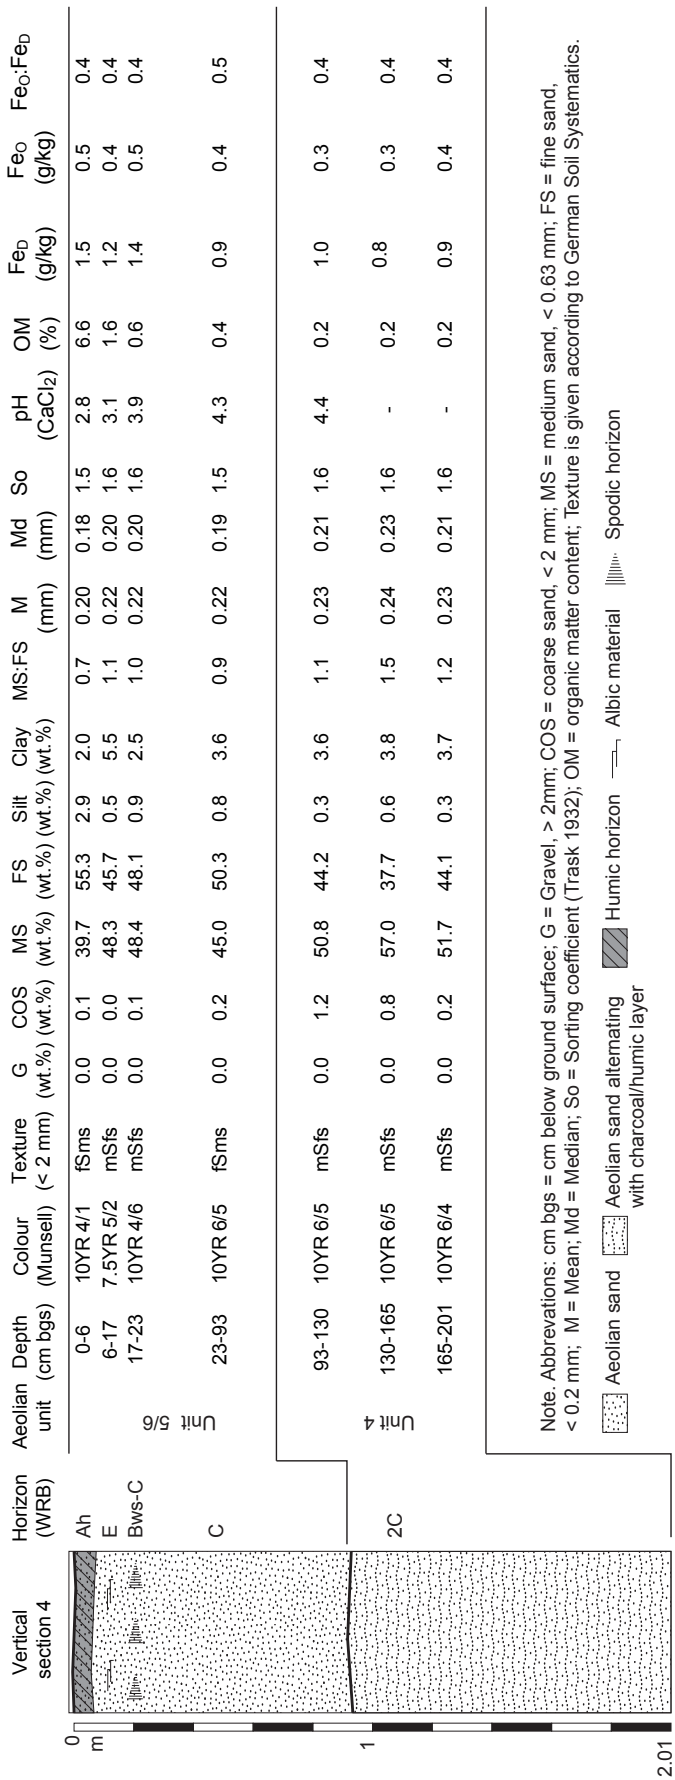 Vertical section 4 Horizon (WRB) Aeolian unit Depth (cm bgs) Colour (Munsell) Texture (< 2 mm) G (wt.%) COS (wt.%) MS (wt.%) FS (wt.%) Silt (wt.%) Clay (wt.%) MS:FS M (mm) Md (mm) So pH (CaCl2) OM (%) FeD (g/kg) FeO (g/kg) FeO:FeD
0
m
1
2.01
Unit 5/6
Ah 0-6 10YR 4/1 fSms 0.0 0.1 39.7 55.3 2.9 2.0 0.7 0.20 0.18 1.5 2.8 6.6 1.5 0.5 0.4
E 6-17 7.5YR 5/2 mSfs 0.0 0.0 48.3 45.7 0.5 5.5 1.1 0.22 0.20 1.6 3.1 1.6 1.2 0.4 0.4
Bws-C 17-23 10YR 4/6 mSfs 0.0 0.1 48.4 48.1 0.9 2.5 1.0 0.22 0.20 1.6 3.9 0.6 1.4 0.5 0.4
C 23-93 10YR 6/5 fSms 0.0 0.2 45.0 50.3 0.8 3.6 0.9 0.22 0.19 1.5 4.3 0.4 0.9 0.4 0.5
Unit 4
93-130 10YR 6/5 mSfs 0.0 1.2 50.8 44.2 0.3 3.6 1.1 0.23 0.21 1.6 4.4 0.2 1.0 0.3 0.4
2C 130-165 10YR 6/5 mSfs 0.0 0.8 57.0 37.7 0.6 3.8 1.5 0.24 0.23 1.6 - 0.2 0.8 0.3 0.4
165-201 10YR 6/4 mSfs 0.0 0.2 51.7 44.1 0.3 3.7 1.2 0.23 0.21 1.6 - 0.2 0.9 0.4 0.4
Note. Abbrevations: cm bgs = cm below ground surface; G = Gravel, > 2mm; COS = coarse sand, < 2 mm; MS = medium sand, < 0.63 mm; FS = fine sand,
< 0.2 mm; M = Mean; Md = Median; So = Sorting coefficient (Trask 1932); OM = organic matter content; Texture is given according to German Soil Systematics.
Aeolian sand
Aeolian sand alternating
with charcoal/humic layer
Humic horizon
Albic material
Spodic horizon